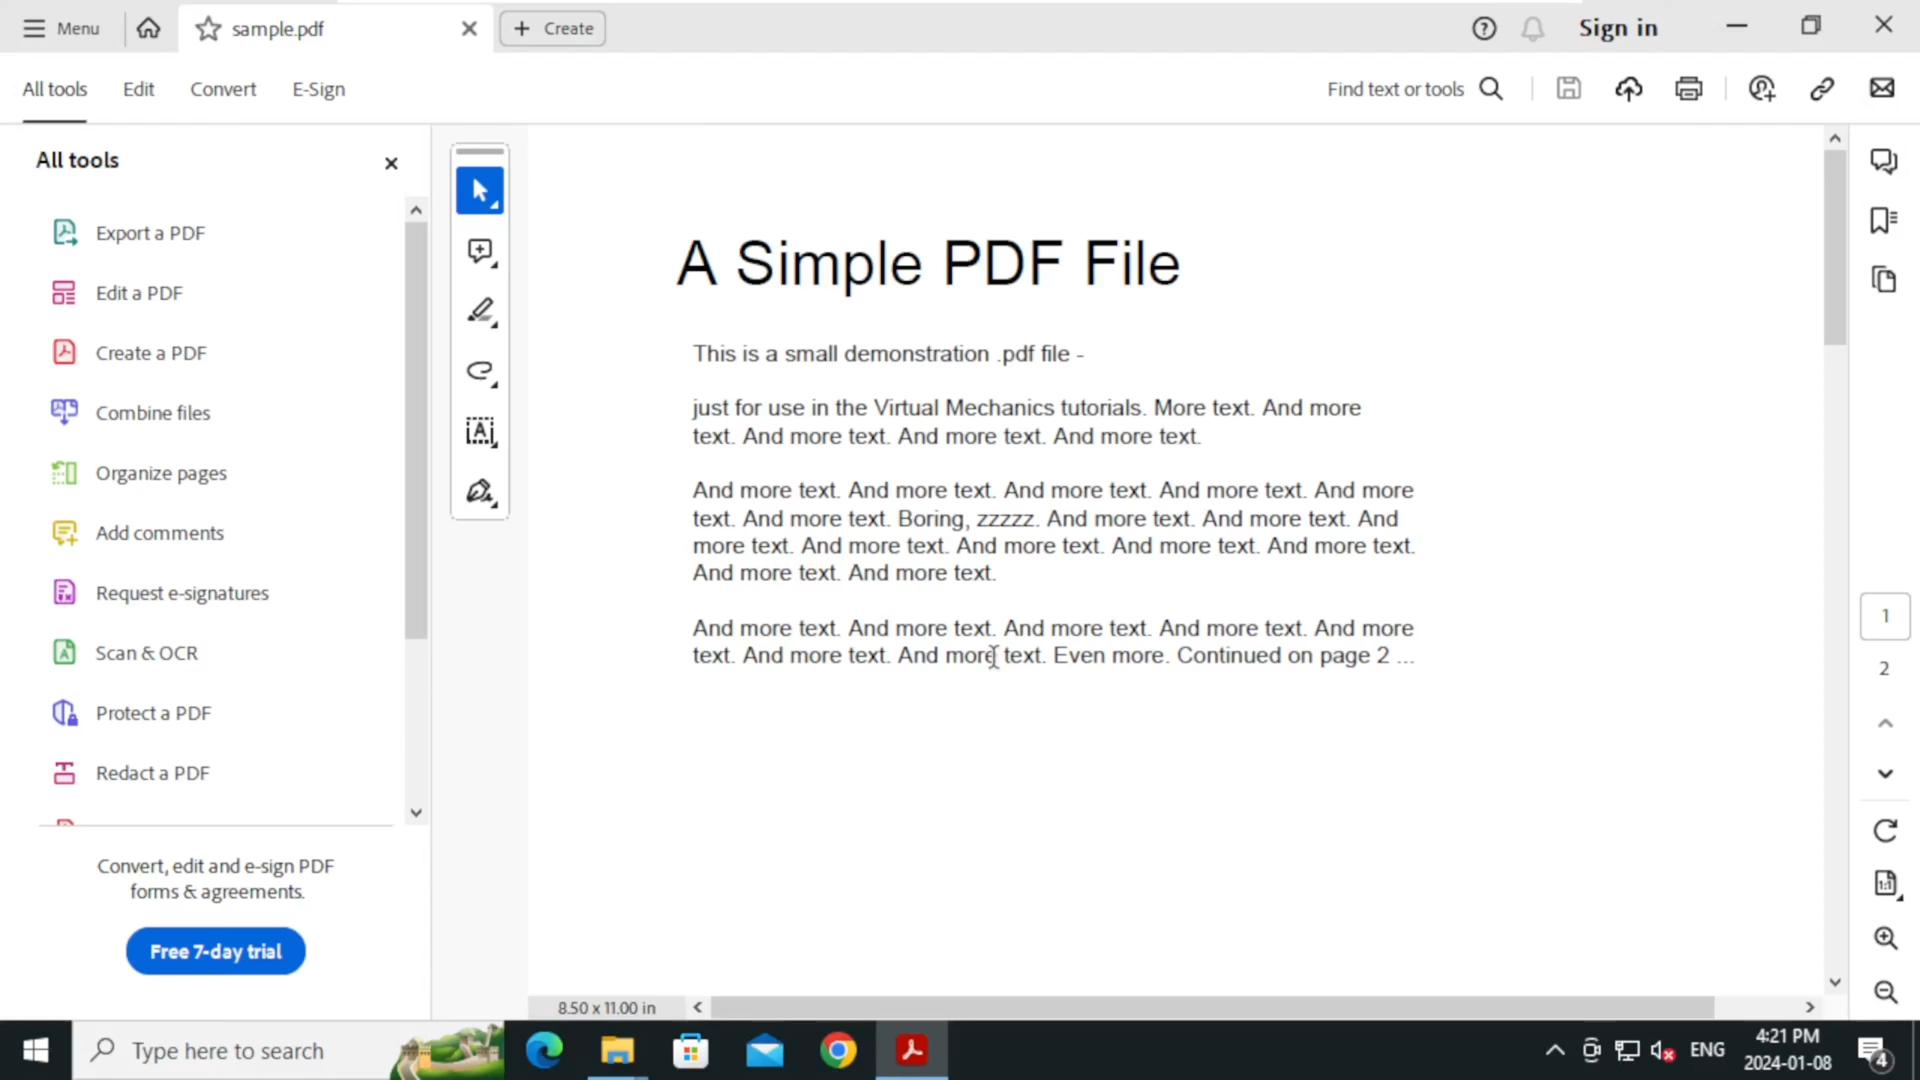 Menu
sample.pdf
Create
Sign in
All tools
Edit
Convert
E-Sign
Find text or tools
All tools
Export a PDF
Edit a PDF
Create a PDF
Combine files
Organize pages
Add comments
Request e-signatures
Scan & OCR
Protect a PDF
Redact a PDF
Convert, edit and e-sign PDF
forms & agreements.
Free 7-day trial
A Simple PDF File
This is a small demonstration .pdf file -
just for use in the Virtual Mechanics tutorials. More text. And more
text. And more text. And more text. And more text.
And more text. And more text. And more text. And more text. And more
text. And more text. Boring, zzzzz. And more text. And more text. And
more text. And more text. And more text. And more text. And more text.
And more text. And more text.
And more text. And more text. And more text. And more text. And more
text. And more text. And more text. Even more. Continued on page 2 ...
1
2
1:1
8.50 x 11.00 in
Type here to search
ENG
4:21 PM
2024-01-08
4